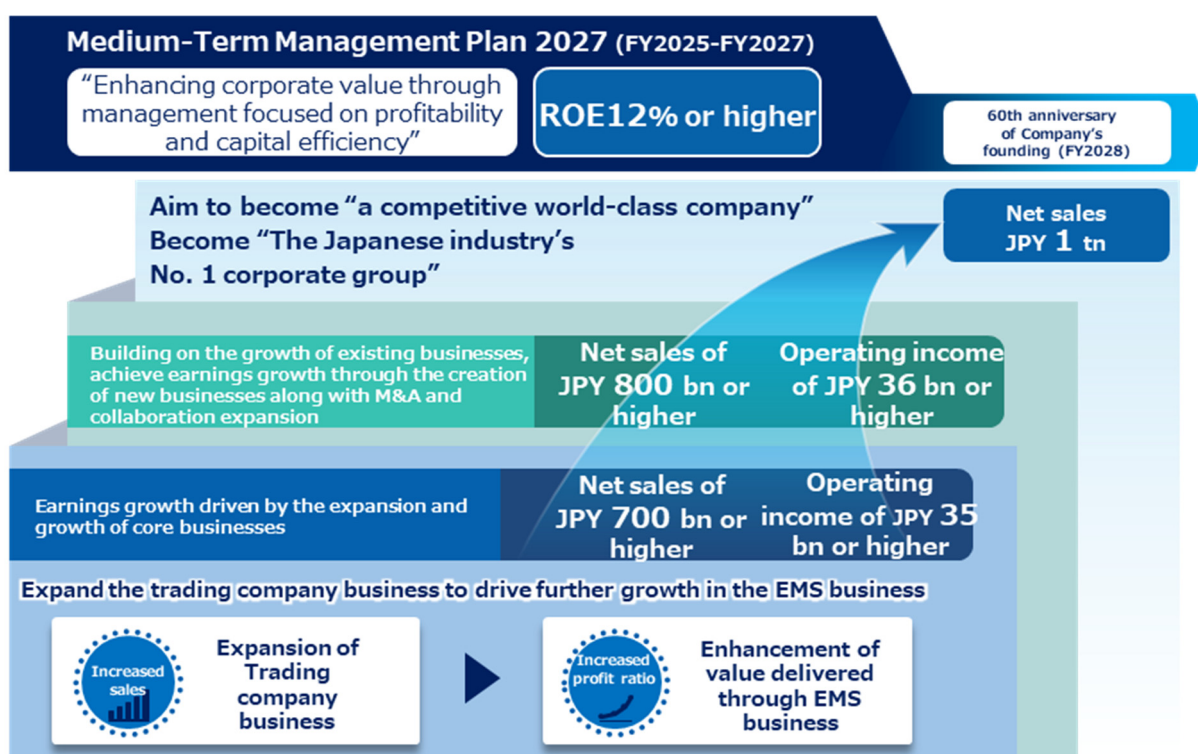 Medium-Term Management Plan 2027 (FY2025-FY2027)
“Enhancing corporate value through
management focused on profitability
and capital efficiency”
ROE12% or higher
60th anniversary
of Company’s
founding (FY2028)
Aim to become “a competitive world-class company”
Become “The Japanese industry’s
No. 1 corporate group”
Net sales
JPY 1 tn
Building on the growth of existing businesses,
achieve earnings growth through the creation
of new businesses along with M&A and
collaboration expansion
Net sales of
JPY 800 bn or
higher
Operating income
of JPY 36 bn or
higher
Earnings growth driven by the expansion and
growth of core businesses
Net sales of
JPY 700 bn or
higher
Operating
income of JPY 35
bn or higher
Expand the trading company business to drive further growth in the EMS business
Increased
sales
Expansion of
Trading
company
business
Increased
profit ratio
Enhancement of
value delivered
through EMS
business